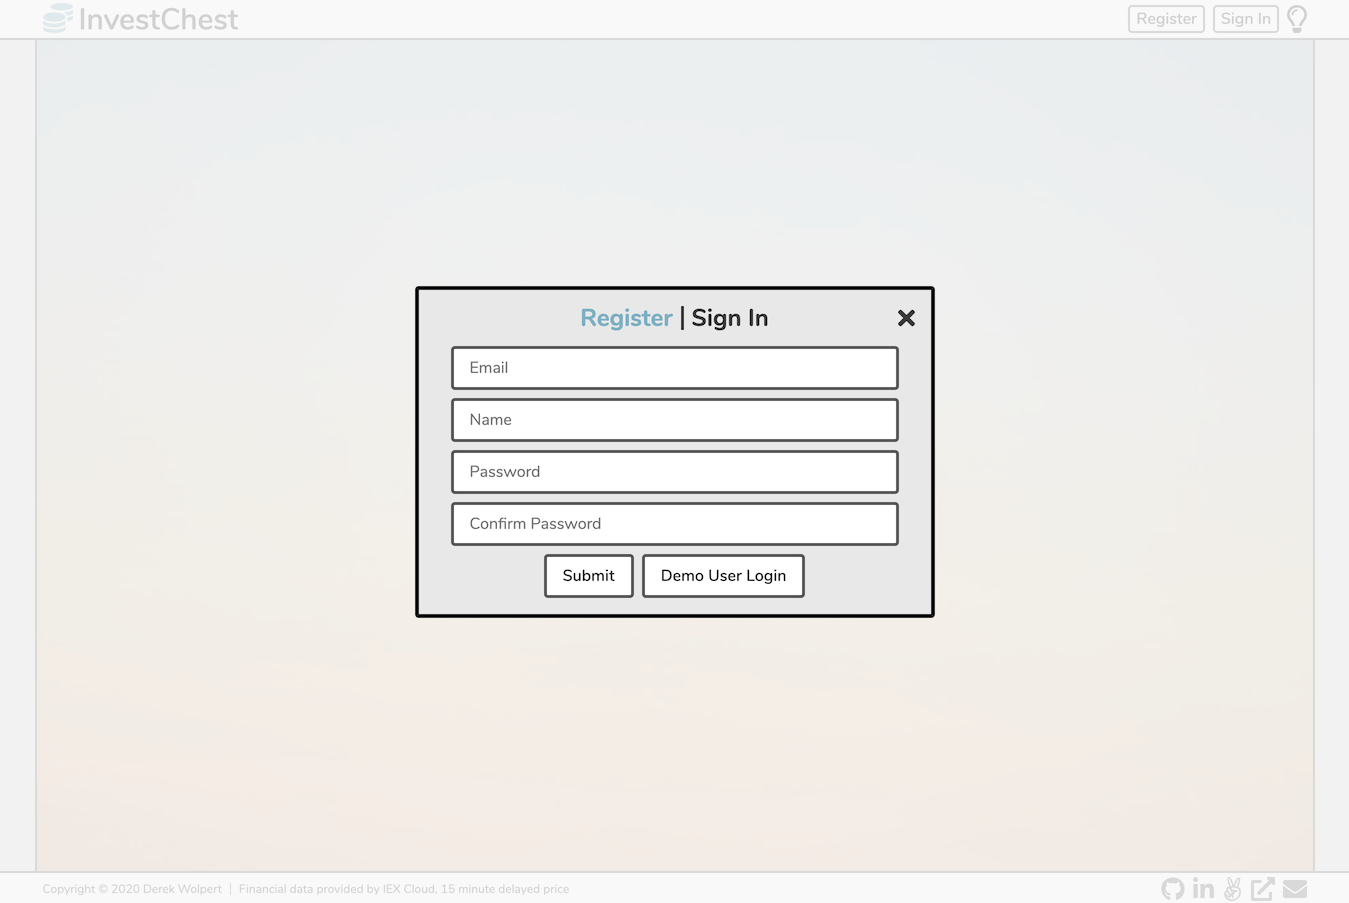 InvestChest
Register
Sign In
Register | Sign In
Email
Name
Password
Confirm Password
Submit
Demo User Login
Copyright © 2020 Derek Wolpert | Financial data provided by IEX Cloud, 15 minute delayed price